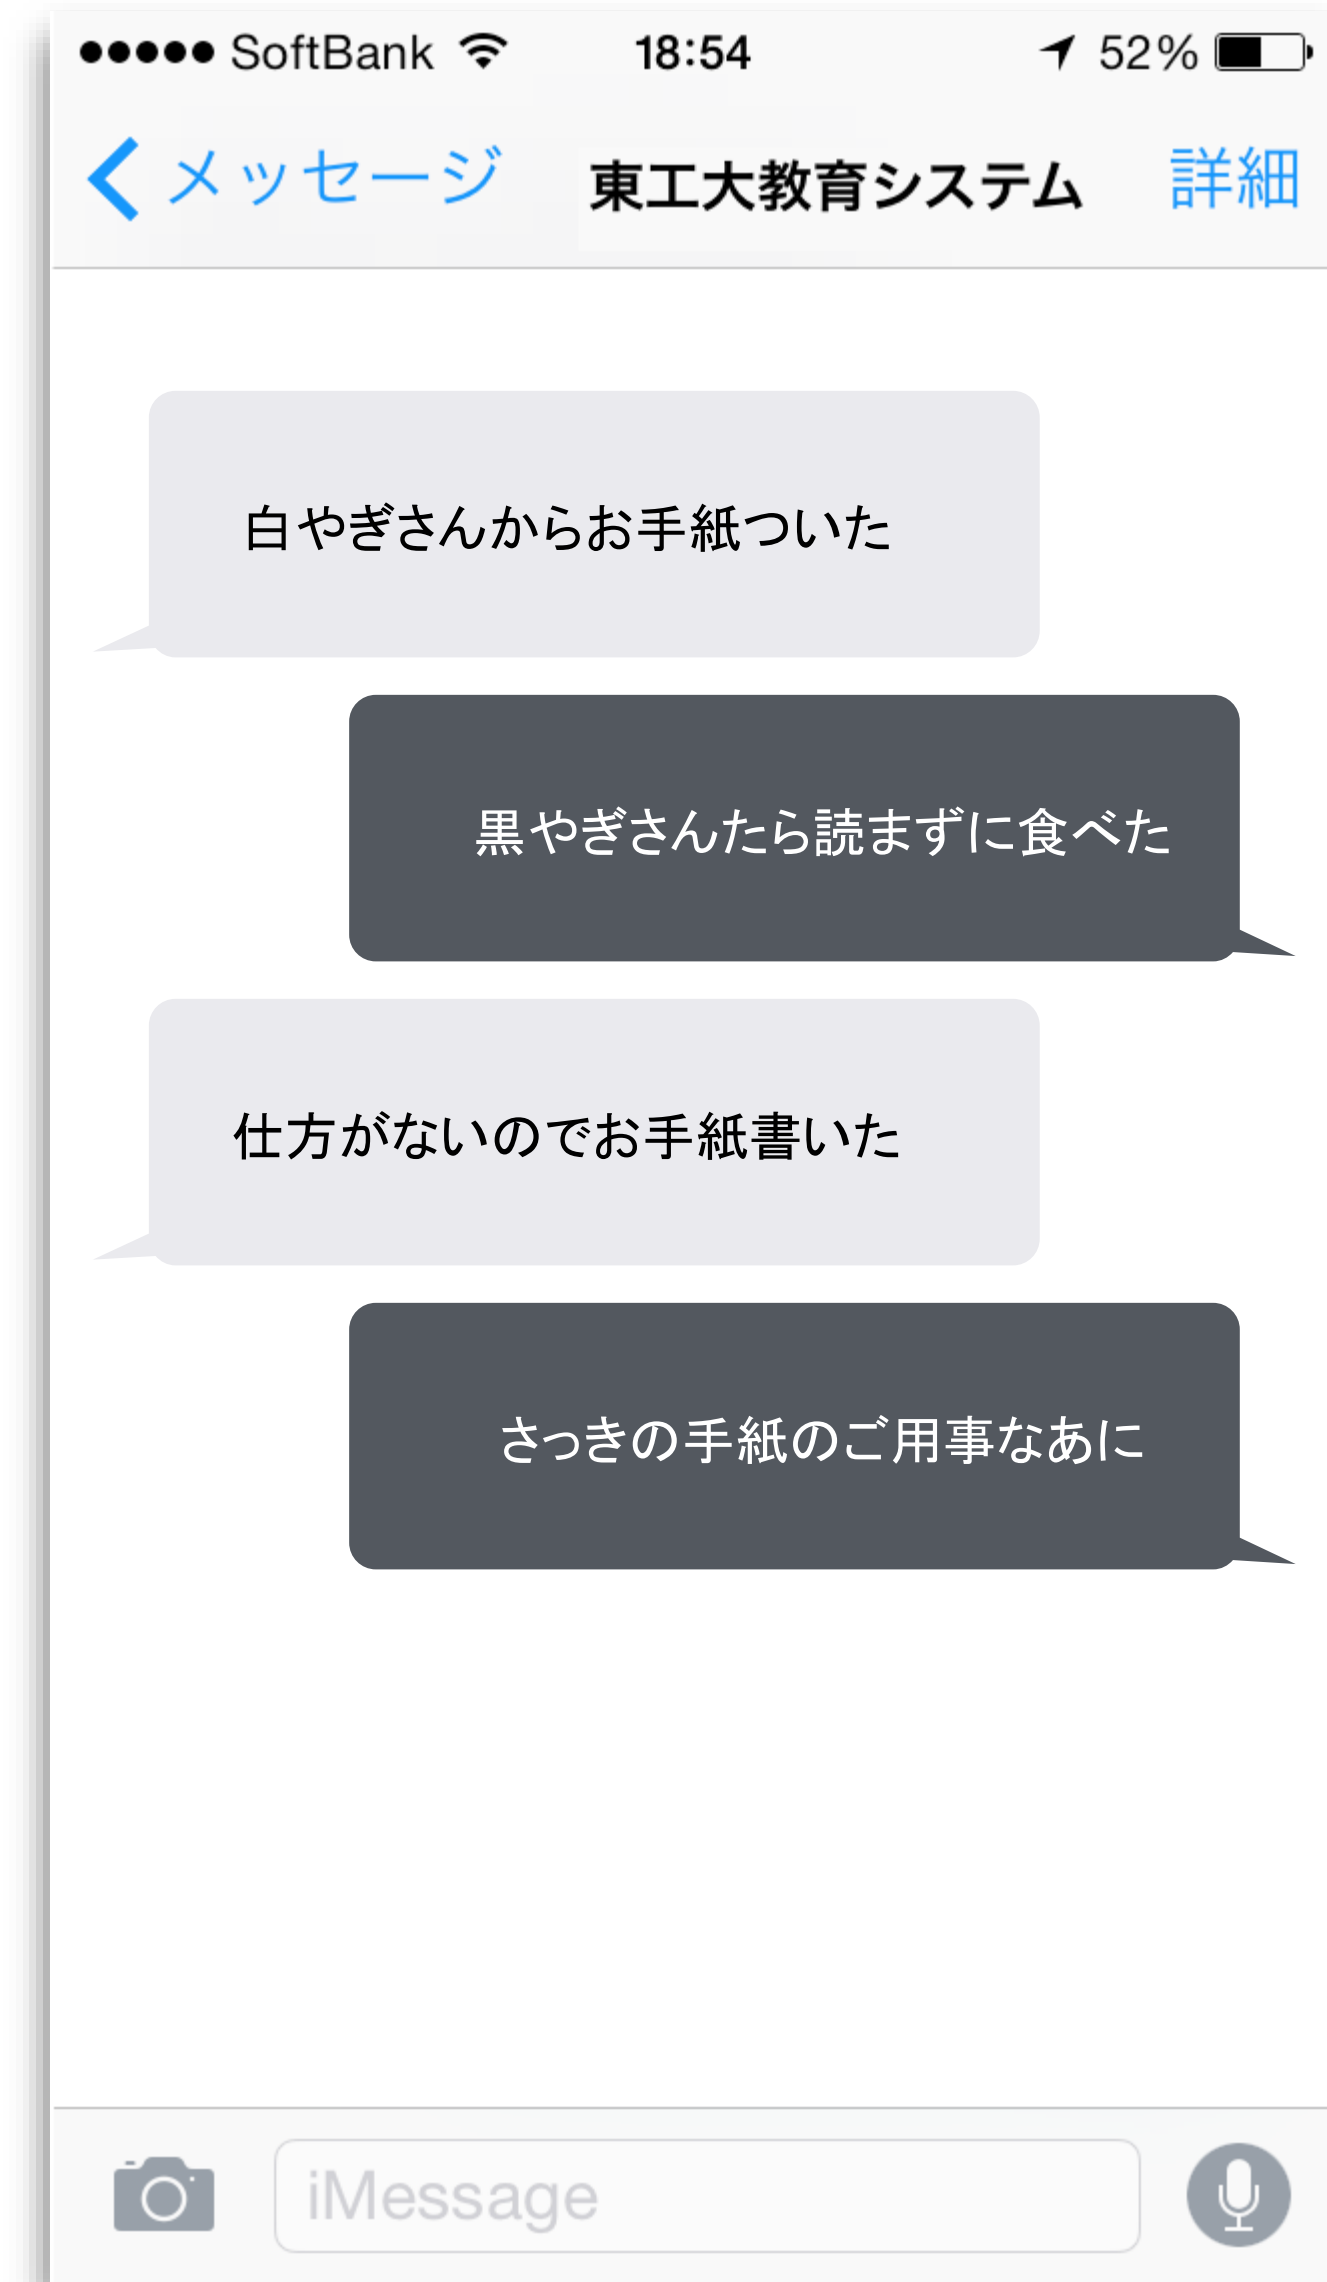 ●●●●● SoftBank 18:54 52%
メッセージ 東工大教育システム 詳細
白やぎさんからお手紙ついた
黒やぎさんたら読まずに食べた
仕方がないのでお手紙書いた
さっきの手紙のご用事なあに
iMessage